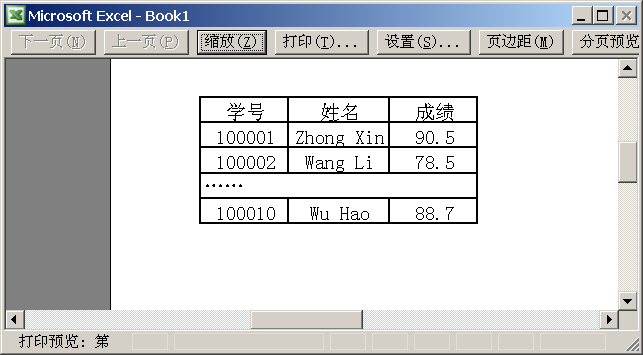 Microsoft Excel - Book1
下一页(N) 上一页(P) 缩放(Z) 打印(T)... 设置(S)... 页边距(M) 分页预览
学号 姓名 成绩
100001 Zhong Xin 90.5
100002 Wang Li 78.5
......
100010 Wu Hao 88.7
打印预览: 第